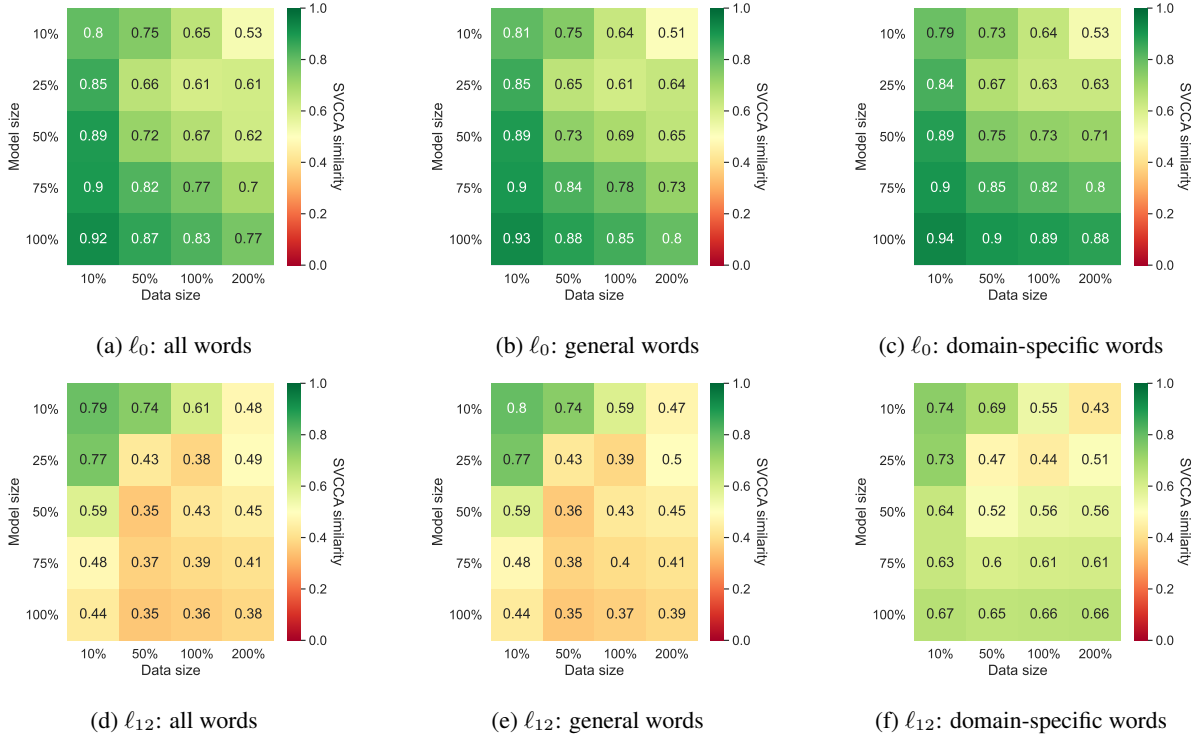 10% 0.8 0.75 0.65 0.53
25% 0.85 0.66 0.61 0.61
50% 0.89 0.72 0.67 0.62
75% 0.9 0.82 0.77 0.7
100% 0.92 0.87 0.83 0.77
10% 50% 100% 200%
Data size
Model size
1.0
0.8
0.6
0.4
0.2
0.0
SVCCA similarity
(a) ℓ0: all words
10% 0.81 0.75 0.64 0.51
25% 0.85 0.65 0.61 0.64
50% 0.89 0.73 0.69 0.65
75% 0.9 0.84 0.78 0.73
100% 0.93 0.88 0.85 0.8
10% 50% 100% 200%
Data size
Model size
1.0
0.8
0.6
0.4
0.2
0.0
SVCCA similarity
(b) ℓ0: general words
10% 0.79 0.73 0.64 0.53
25% 0.84 0.67 0.63 0.63
50% 0.89 0.75 0.73 0.71
75% 0.9 0.85 0.82 0.8
100% 0.94 0.9 0.89 0.88
10% 50% 100% 200%
Data size
Model size
1.0
0.8
0.6
0.4
0.2
0.0
SVCCA similarity
(c) ℓ0: domain-specific words
10% 0.79 0.74 0.61 0.48
25% 0.77 0.43 0.38 0.49
50% 0.59 0.35 0.43 0.45
75% 0.48 0.37 0.39 0.41
100% 0.44 0.35 0.36 0.38
10% 50% 100% 200%
Data size
Model size
1.0
0.8
0.6
0.4
0.2
0.0
SVCCA similarity
(d) ℓ12: all words
10% 0.8 0.74 0.59 0.47
25% 0.77 0.43 0.39 0.5
50% 0.59 0.36 0.43 0.45
75% 0.48 0.38 0.4 0.41
100% 0.44 0.35 0.37 0.39
10% 50% 100% 200%
Data size
Model size
1.0
0.8
0.6
0.4
0.2
0.0
SVCCA similarity
(e) ℓ12: general words
10% 0.74 0.69 0.55 0.43
25% 0.73 0.47 0.44 0.51
50% 0.64 0.52 0.56 0.56
75% 0.63 0.6 0.61 0.61
100% 0.67 0.65 0.66 0.66
10% 50% 100% 200%
Data size
Model size
1.0
0.8
0.6
0.4
0.2
0.0
SVCCA similarity
(f) ℓ12: domain-specific words